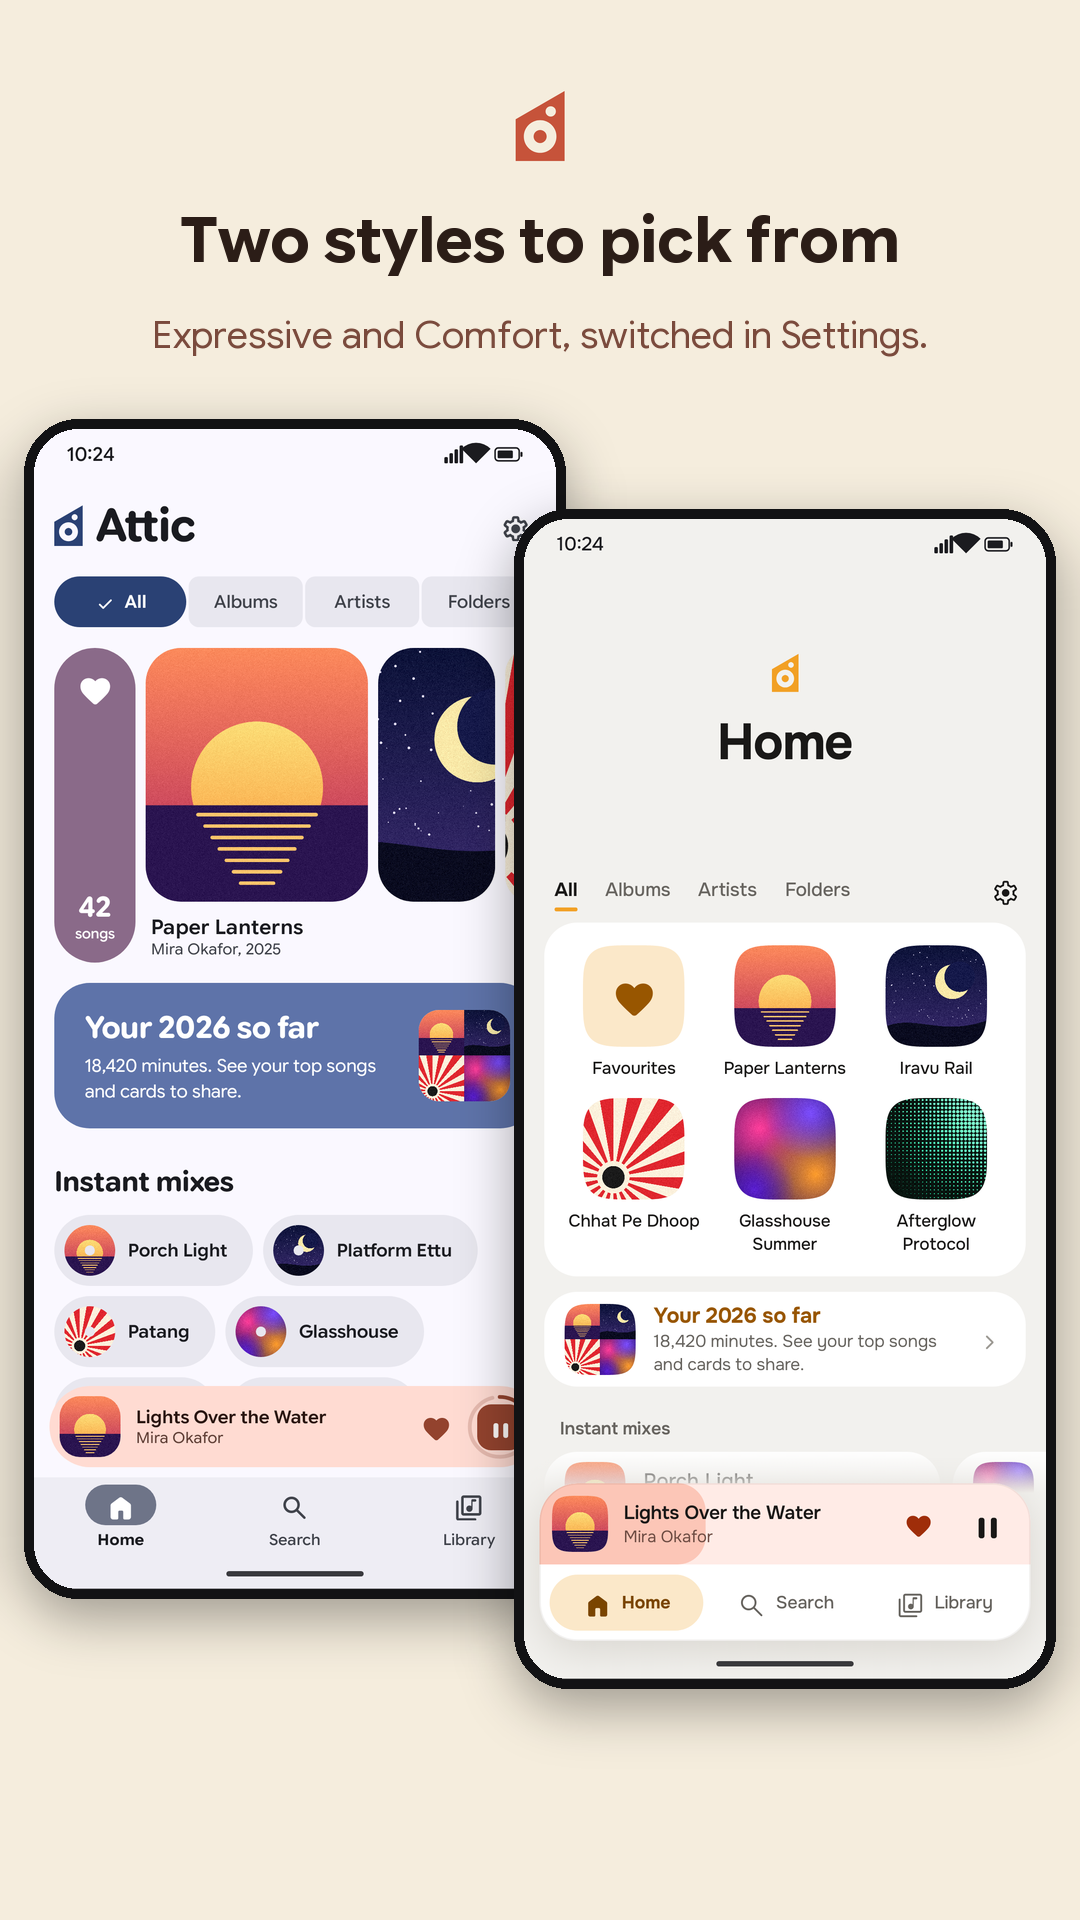 Two styles to pick from
Expressive and Comfort, switched in Settings.
10:24
Attic
All
Albums
Artists
Folders
42
songs
Paper Lanterns
Mira Okafor, 2025
Your 2026 so far
18,420 minutes. See your top songs
and cards to share.
Instant mixes
Porch Light
Platform Ettu
Patang
Glasshouse
Lights Over the Water
Mira Okafor
Home
Search
Library
10:24
Home
All
Albums
Artists
Folders
Favourites
Paper Lanterns
Iravu Rail
Chhat Pe Dhoop
Glasshouse
Summer
Afterglow
Protocol
Your 2026 so far
18,420 minutes. See your top songs
and cards to share.
Instant mixes
Porch Light
Lights Over the Water
Mira Okafor
Home
Search
Library